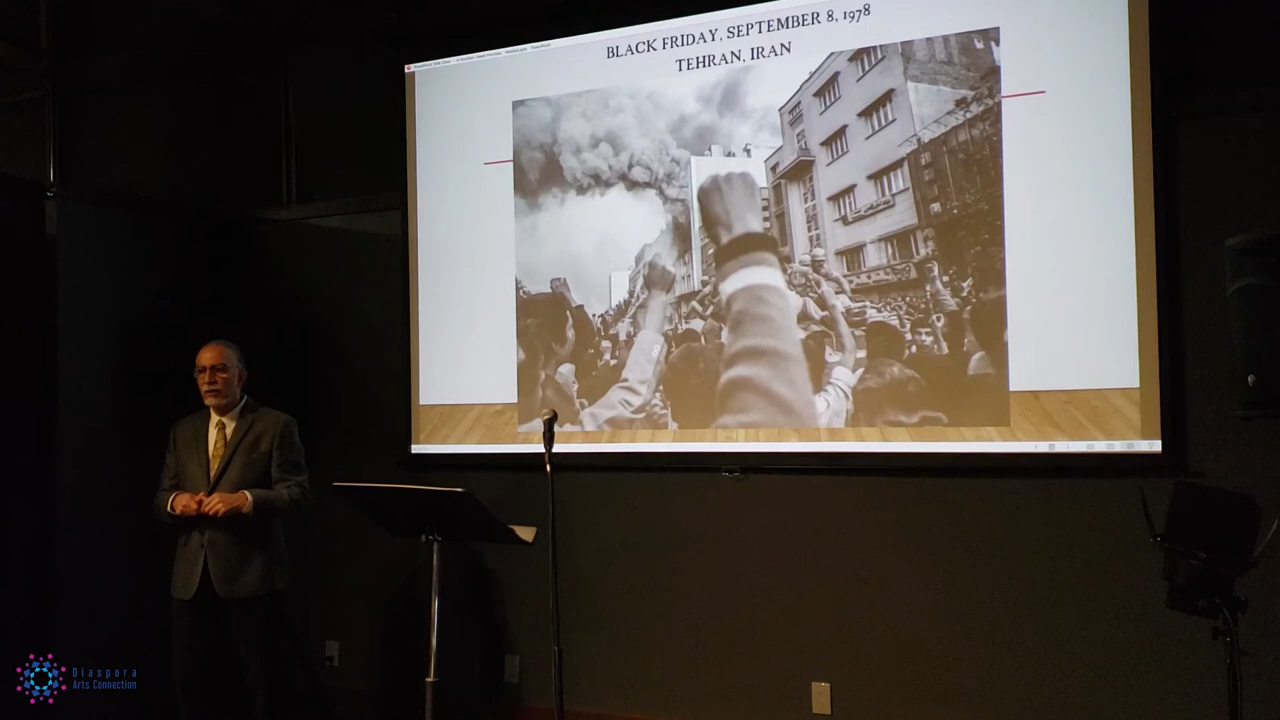 BLACK FRIDAY, SEPTEMBER 8, 1978
TEHRAN, IRAN
Diaspora
Arts Connection